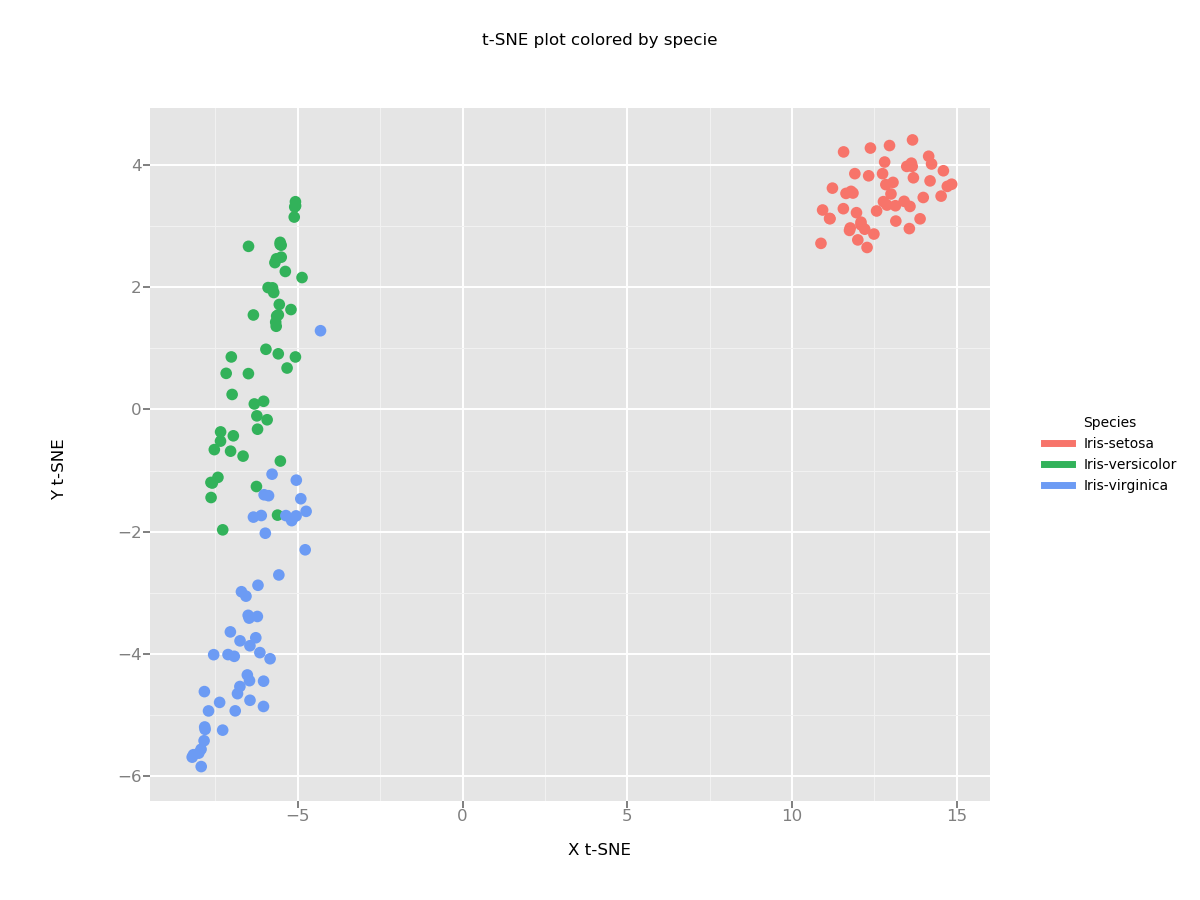 t-SNE plot colored by specie
4
2
0
−2
−4
−6
Y t-SNE
−5
0
5
10
15
X t-SNE
Species
Iris-setosa
Iris-versicolor
Iris-virginica